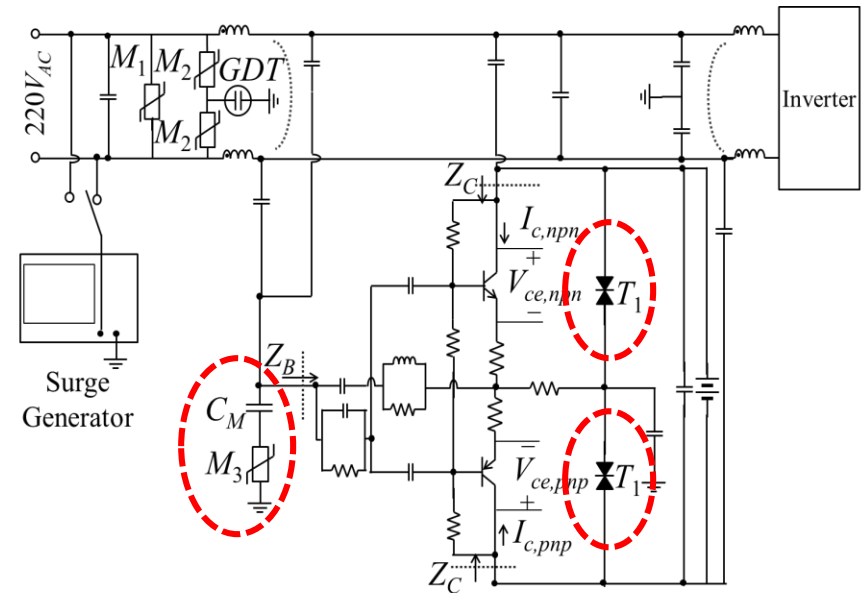 220V_AC
M_1
M_2
GDT
M_2
Inverter
Surge
Generator
Z_C
I_c,npn
+
V_ce,npn
−
T_1
Z_B
C_M
M_3
−
V_ce,pnp
+
T_1
I_c,pnp
Z_C